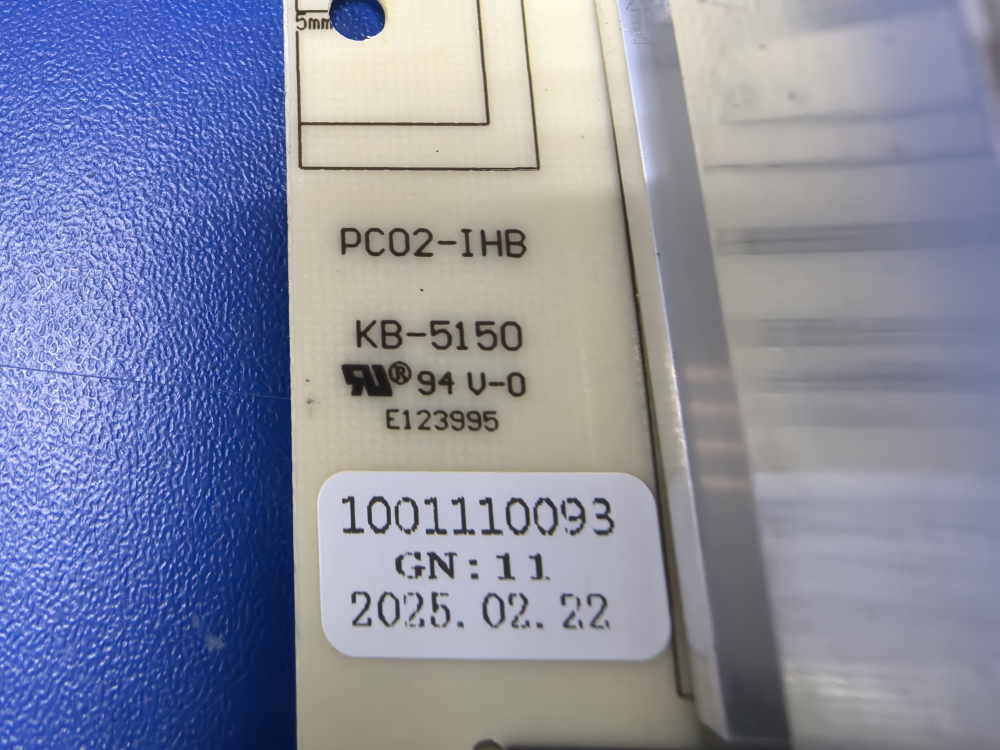 5mm
PC02-IHB
KB-5150
®94 V-0
E123995
1001110093
GN:11
2025.02.22